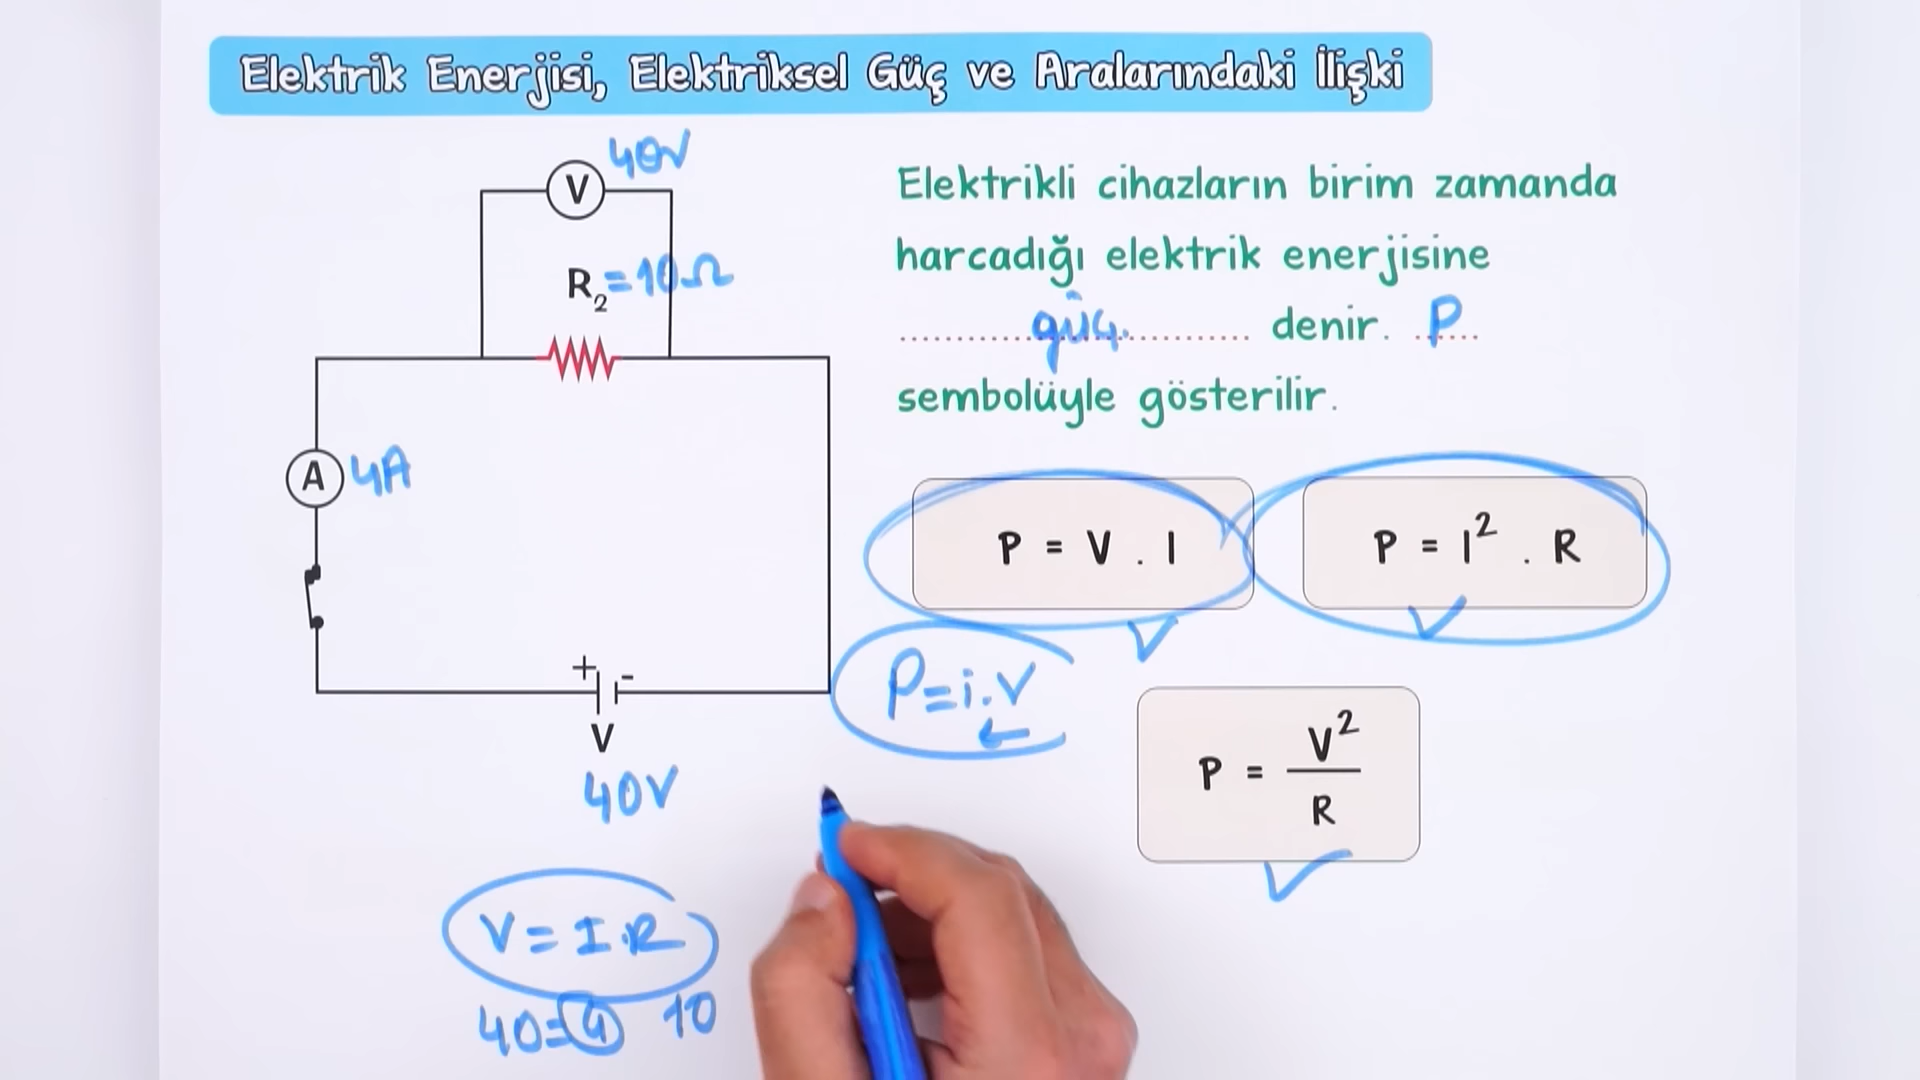 Elektrik Enerjisi, Elektriksel Güç ve Aralarındaki İlişki
40V
V
R₂=10Ω
A 4A
+ -
V
40V
V = I.R
40=4 10
Elektrikli cihazların birim zamanda
harcadığı elektrik enerjisine
güç denir. P
sembolüyle gösterilir.
P = V . I
P = I² . R
P=i.V
P = V²
R